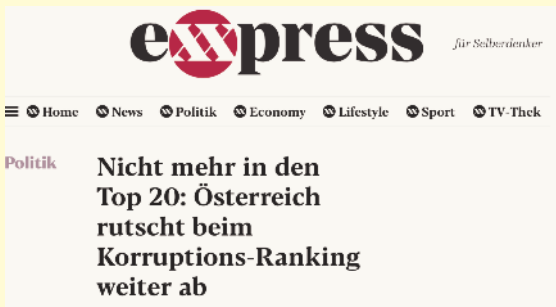 exxpress
für Selberdenker
Home News Politik Economy Lifestyle Sport TV-Thek
Politik
Nicht mehr in den
Top 20: Österreich
rutscht beim
Korruptions-Ranking
weiter ab